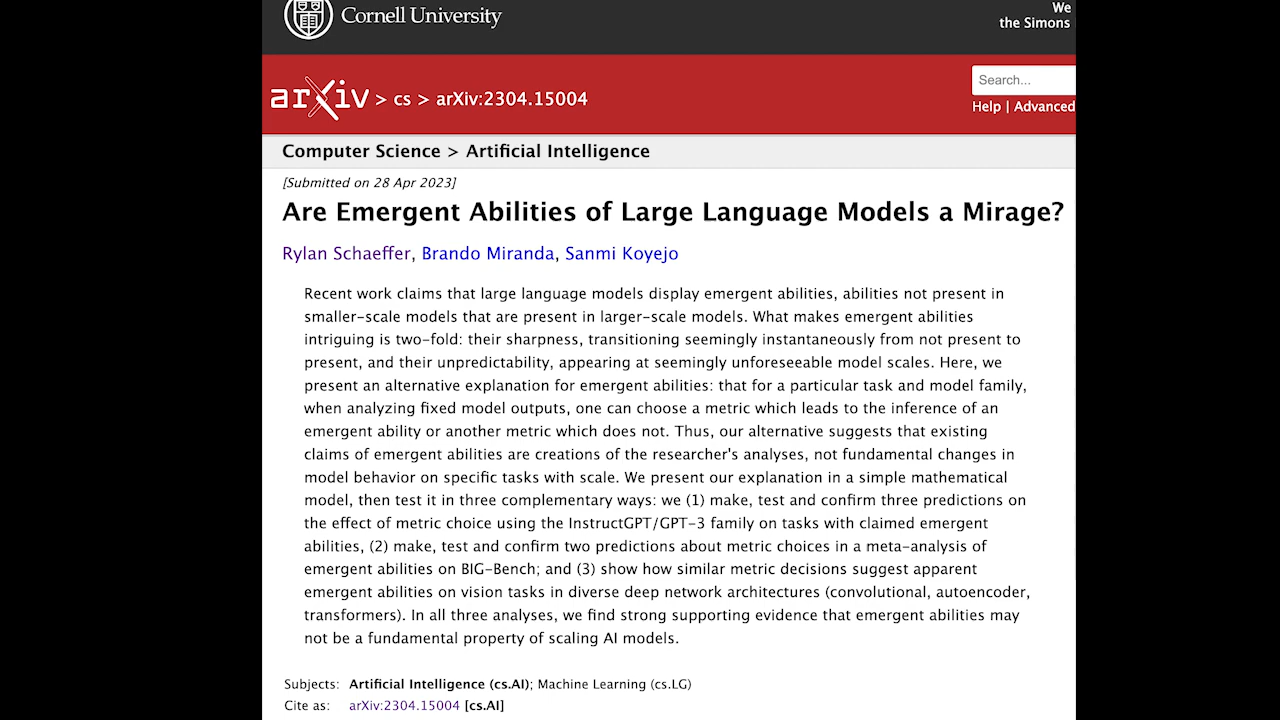 Cornell University
We
the Simons
arXiv > cs > arXiv:2304.15004
Search...
Help | Advanced
Computer Science > Artificial Intelligence
[Submitted on 28 Apr 2023]
Are Emergent Abilities of Large Language Models a Mirage?
Rylan Schaeffer, Brando Miranda, Sanmi Koyejo
Recent work claims that large language models display emergent abilities, abilities not present in
smaller-scale models that are present in larger-scale models. What makes emergent abilities
intriguing is two-fold: their sharpness, transitioning seemingly instantaneously from not present to
present, and their unpredictability, appearing at seemingly unforeseeable model scales. Here, we
present an alternative explanation for emergent abilities: that for a particular task and model family,
when analyzing fixed model outputs, one can choose a metric which leads to the inference of an
emergent ability or another metric which does not. Thus, our alternative suggests that existing
claims of emergent abilities are creations of the researcher's analyses, not fundamental changes in
model behavior on specific tasks with scale. We present our explanation in a simple mathematical
model, then test it in three complementary ways: we (1) make, test and confirm three predictions on
the effect of metric choice using the InstructGPT/GPT-3 family on tasks with claimed emergent
abilities, (2) make, test and confirm two predictions about metric choices in a meta-analysis of
emergent abilities on BIG-Bench; and (3) show how similar metric decisions suggest apparent
emergent abilities on vision tasks in diverse deep network architectures (convolutional, autoencoder,
transformers). In all three analyses, we find strong supporting evidence that emergent abilities may
not be a fundamental property of scaling AI models.
Subjects: Artificial Intelligence (cs.AI); Machine Learning (cs.LG)
Cite as: arXiv:2304.15004 [cs.AI]